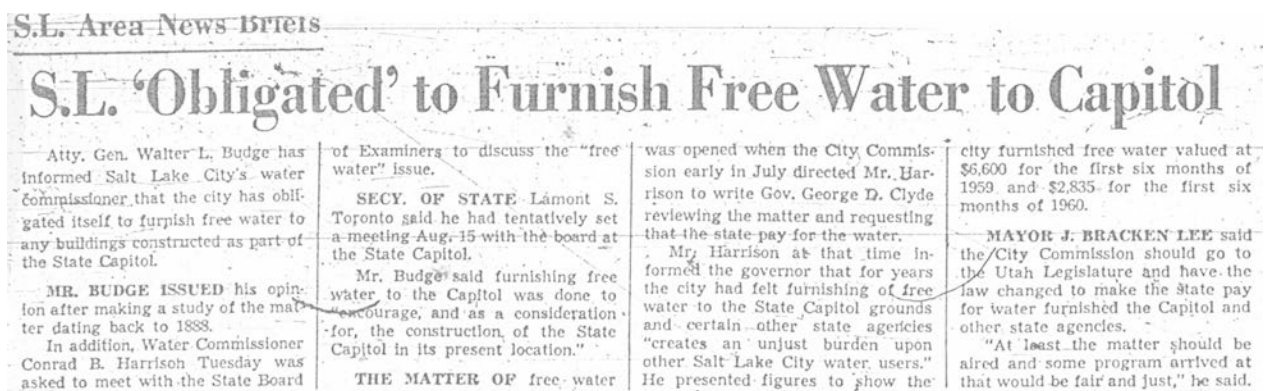 S.L. Area News Briefs
S.L. ‘Obligated’ to Furnish Free Water to Capitol
Atty. Gen. Walter L. Budge has
informed Salt Lake City's water
commissioner that the city has obli-
gated itself to furnish free water to
any buildings constructed as part of
the State Capitol.
MR. BUDGE ISSUED his opin-
ion after making a study of the mat-
ter dating back to 1888.
In addition, Water Commissioner
Conrad B. Harrison Tuesday was
asked to meet with the State Board
of Examiners to discuss the "free
water" issue.
SECY. OF STATE Lamont S.
Toronto said he had tentatively set
a meeting Aug. 15 with the board at
the State Capitol.
Mr. Budge said furnishing free
water to the Capitol was done to
"encourage, and as a consideration
for, the construction of the State
Capitol in its present location."
THE MATTER OF free water
was opened when the City Commis-
sion early in July directed Mr. Har-
rison to write Gov. George D. Clyde
reviewing the matter and requesting
that the state pay for the water.
Mr. Harrison at that time in-
formed the governor that for years
the city had felt furnishing of free
water to the State Capitol grounds
and certain other state agencies
"creates an unjust burden upon
other Salt Lake City water users."
He presented figures to show the
city furnished free water valued at
$6,600 for the first six months of
1959 and $2,835 for the first six
months of 1960.
MAYOR J. BRACKEN LEE said
the City Commission should go to
the Utah Legislature and have the
law changed to make the state pay
for water furnished the Capitol and
other state agencies.
"At least the matter should be
aired and some program arrived at
that would be fair and just," he said.